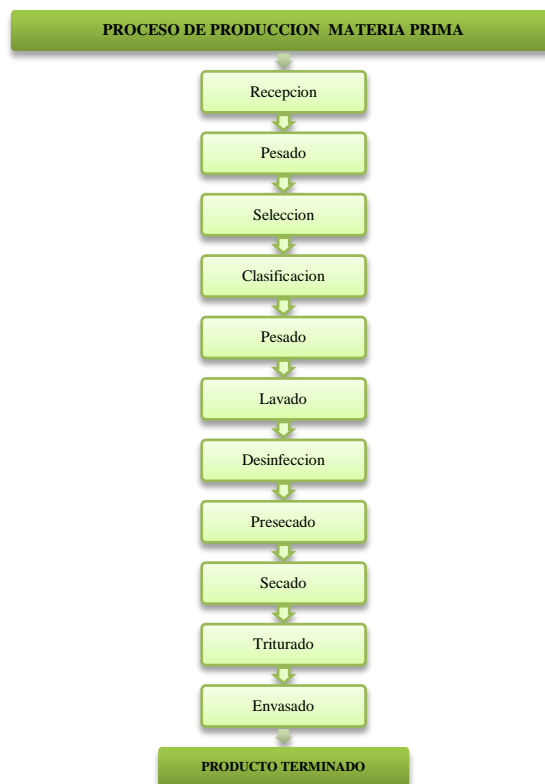 PROCESO DE PRODUCCION MATERIA PRIMA
Recepcion
Pesado
Seleccion
Clasificacion
Pesado
Lavado
Desinfeccion
Presecado
Secado
Triturado
Envasado
PRODUCTO TERMINADO